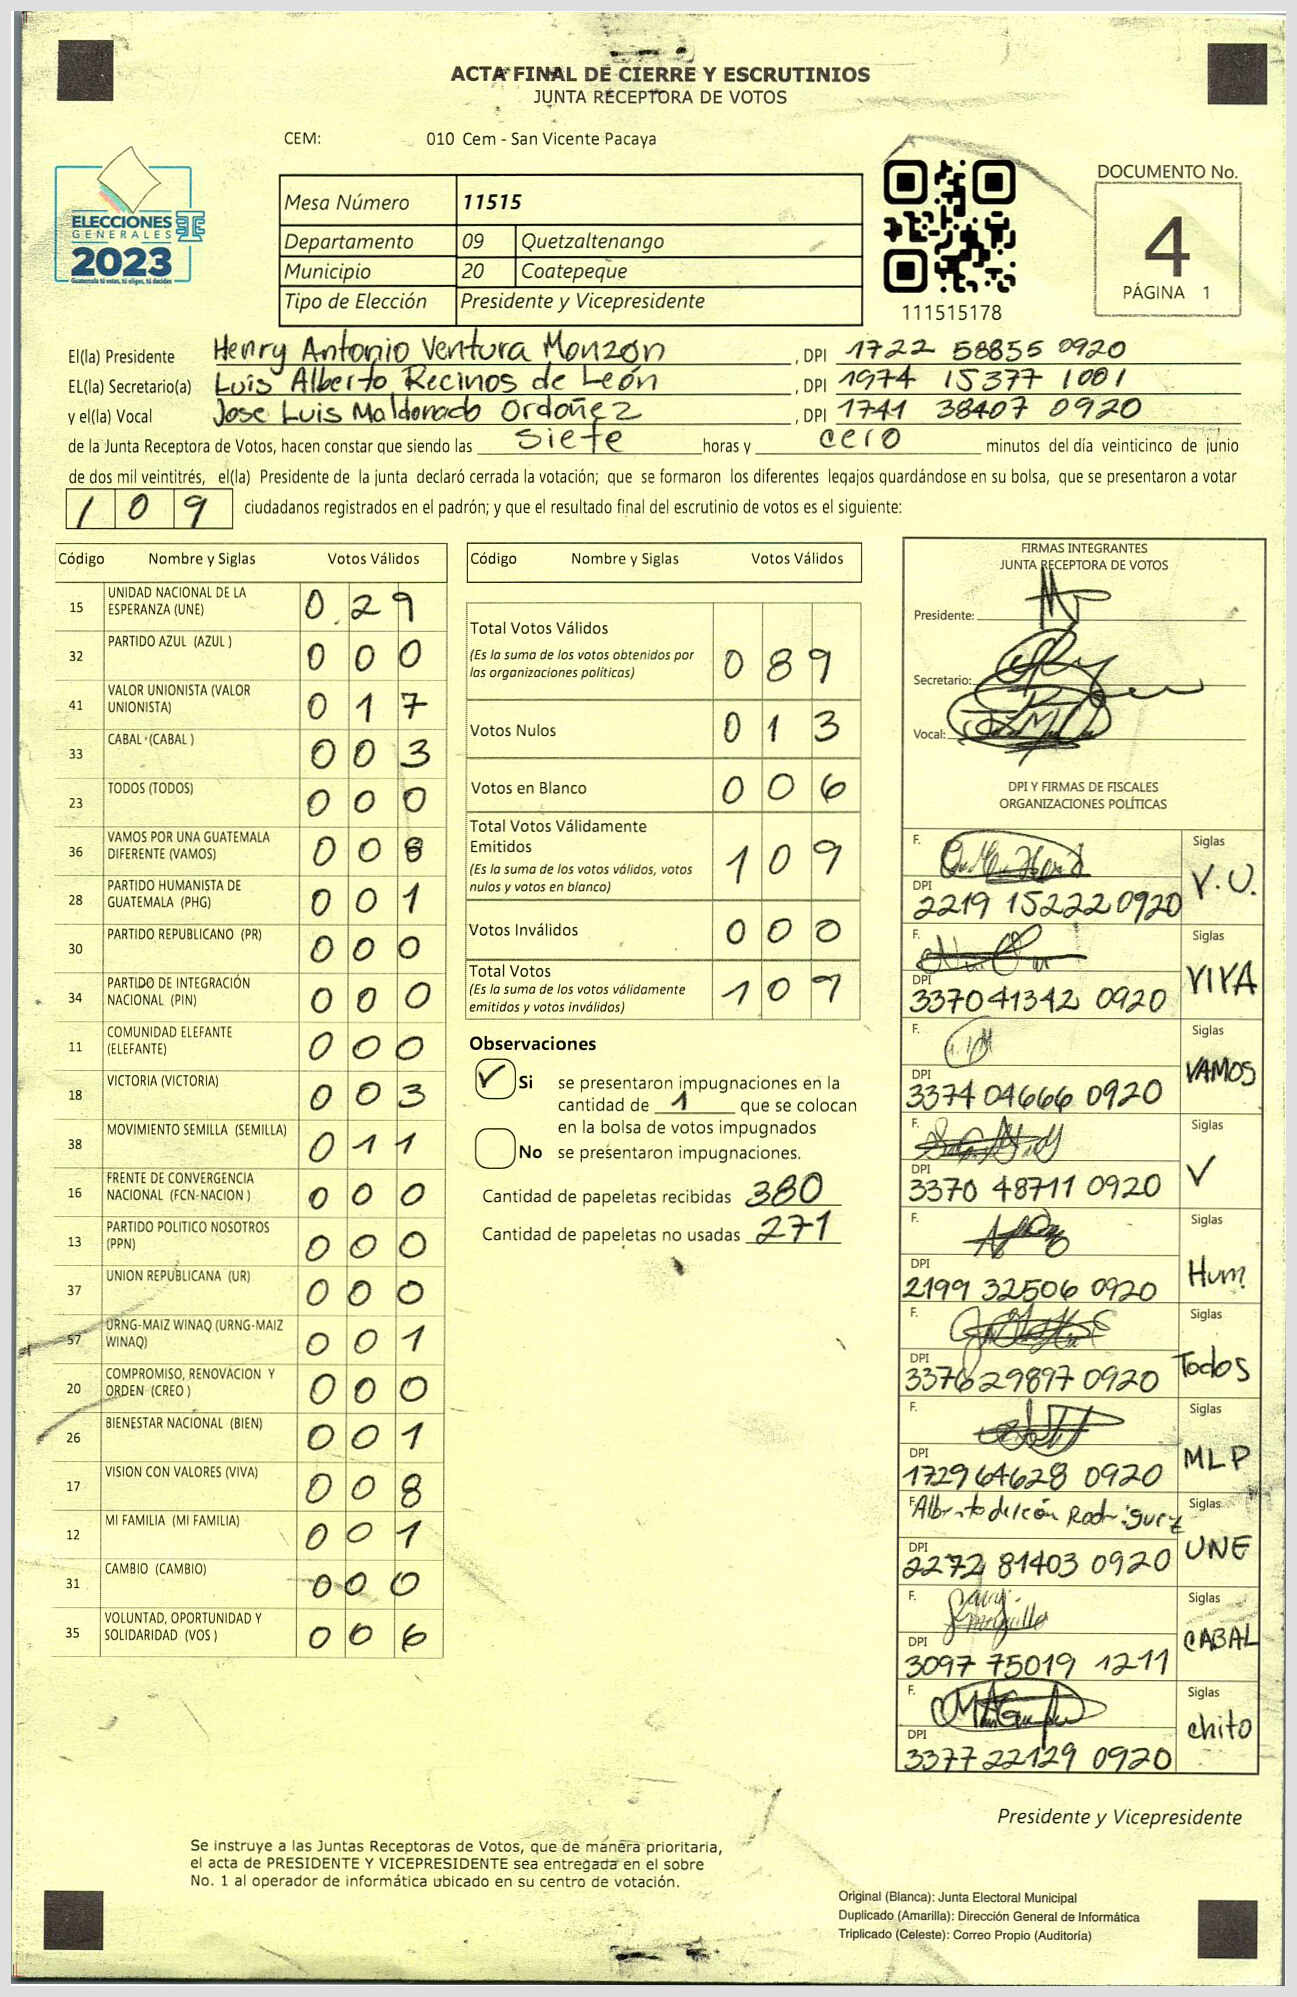 ACTA FINAL DE CIERRE Y ESCRUTINIOS
JUNTA RECEPTORA DE VOTOS
CEM: 010 Cem - San Vicente Pacaya
ELECCIONES
GENERALES
2023
Guatemala tú votas, tú eliges, tú decides
Mesa Número 11515
Departamento 09 Quetzaltenango
Municipio 20 Coatepeque
Tipo de Elección Presidente y Vicepresidente
111515178
DOCUMENTO No.
4
PÁGINA 1
El(la) Presidente Henry Antonio Ventura Monzón, DPI 1722 58855 0920
EL(la) Secretario(a) Luis Alberto Recinos de León, DPI 1974 15377 1001
y el(la) Vocal Jose Luis Maldonado Ordoñez, DPI 1741 38407 0920
de la Junta Receptora de Votos, hacen constar que siendo las siete horas y cero minutos del día veinticinco de junio
de dos mil veintitrés, el(la) Presidente de la junta declaró cerrada la votación; que se formaron los diferentes legajos quardándose en su bolsa, que se presentaron a votar
109 ciudadanos registrados en el padrón; y que el resultado final del escrutinio de votos es el siguiente:
Código Nombre y Siglas Votos Válidos
15 UNIDAD NACIONAL DE LA ESPERANZA (UNE) 0 29
32 PARTIDO AZUL (AZUL ) 0 0 0
41 VALOR UNIONISTA (VALOR UNIONISTA) 0 1 7
33 CABAL (CABAL ) 0 0 3
23 TODOS (TODOS) 0 0 0
36 VAMOS POR UNA GUATEMALA DIFERENTE (VAMOS) 0 0 8
28 PARTIDO HUMANISTA DE GUATEMALA (PHG) 0 0 1
30 PARTIDO REPUBLICANO (PR) 0 0 0
34 PARTIDO DE INTEGRACIÓN NACIONAL (PIN) 0 0 0
11 COMUNIDAD ELEFANTE (ELEFANTE) 0 0 0
18 VICTORIA (VICTORIA) 0 0 3
38 MOVIMIENTO SEMILLA (SEMILLA) 0 1 1
16 FRENTE DE CONVERGENCIA NACIONAL (FCN-NACION ) 0 0 0
13 PARTIDO POLITICO NOSOTROS (PPN) 0 0 0
37 UNION REPUBLICANA (UR) 0 0 0
57 URNG-MAIZ WINAQ (URNG-MAIZ WINAQ) 0 0 1
20 COMPROMISO, RENOVACION Y ORDEN (CREO ) 0 0 0
26 BIENESTAR NACIONAL (BIEN) 0 0 1
17 VISION CON VALORES (VIVA) 0 0 8
12 MI FAMILIA (MI FAMILIA) 0 0 1
31 CAMBIO (CAMBIO) 0 0 0
35 VOLUNTAD, OPORTUNIDAD Y SOLIDARIDAD (VOS ) 0 0 6
Código Nombre y Siglas Votos Válidos
Total Votos Válidos 0 8 9
(Es la suma de los votos obtenidos por
las organizaciones políticas)
Votos Nulos 0 1 3
Votos en Blanco 0 0 6
Total Votos Válidamente
Emitidos 1 0 9
(Es la suma de los votos válidos, votos
nulos y votos en blanco)
Votos Inválidos 0 0 0
Total Votos 1 0 9
(Es la suma de los votos válidamente
emitidos y votos inválidos)
Observaciones
✓ Si se presentaron impugnaciones en la
cantidad de 1 que se colocan
en la bolsa de votos impugnados
No se presentaron impugnaciones.
Cantidad de papeletas recibidas 380
Cantidad de papeletas no usadas 271
FIRMAS INTEGRANTES
JUNTA RECEPTORA DE VOTOS
Presidente:
Secretario:
Vocal:
DPI Y FIRMAS DE FISCALES
ORGANIZACIONES POLÍTICAS
F. Siglas V.U.
DPI 2219 15222 0920
F. Siglas VIVA
DPI 3370 41342 0920
F. Siglas VAMOS
DPI 3374 04666 0920
F. Siglas V
DPI 3370 48711 0920
F. Siglas Hum.
DPI 2199 32506 0920
F. Siglas Todos
DPI 3376 29897 0920
F. Siglas MLP
DPI 1729 64628 0920
F. Alberto de León Rodriguez Siglas UNE
DPI 2272 81403 0920
F. Siglas CABAL
DPI 3097 75019 1211
F. Siglas chito
DPI 3377 22129 0920
Presidente y Vicepresidente
Se instruye a las Juntas Receptoras de Votos, que de manera prioritaria,
el acta de PRESIDENTE Y VICEPRESIDENTE sea entregada en el sobre
No. 1 al operador de informática ubicado en su centro de votación.
Original (Blanca): Junta Electoral Municipal
Duplicado (Amarilla): Dirección General de Informática
Triplicado (Celeste): Correo Propio (Auditoría)